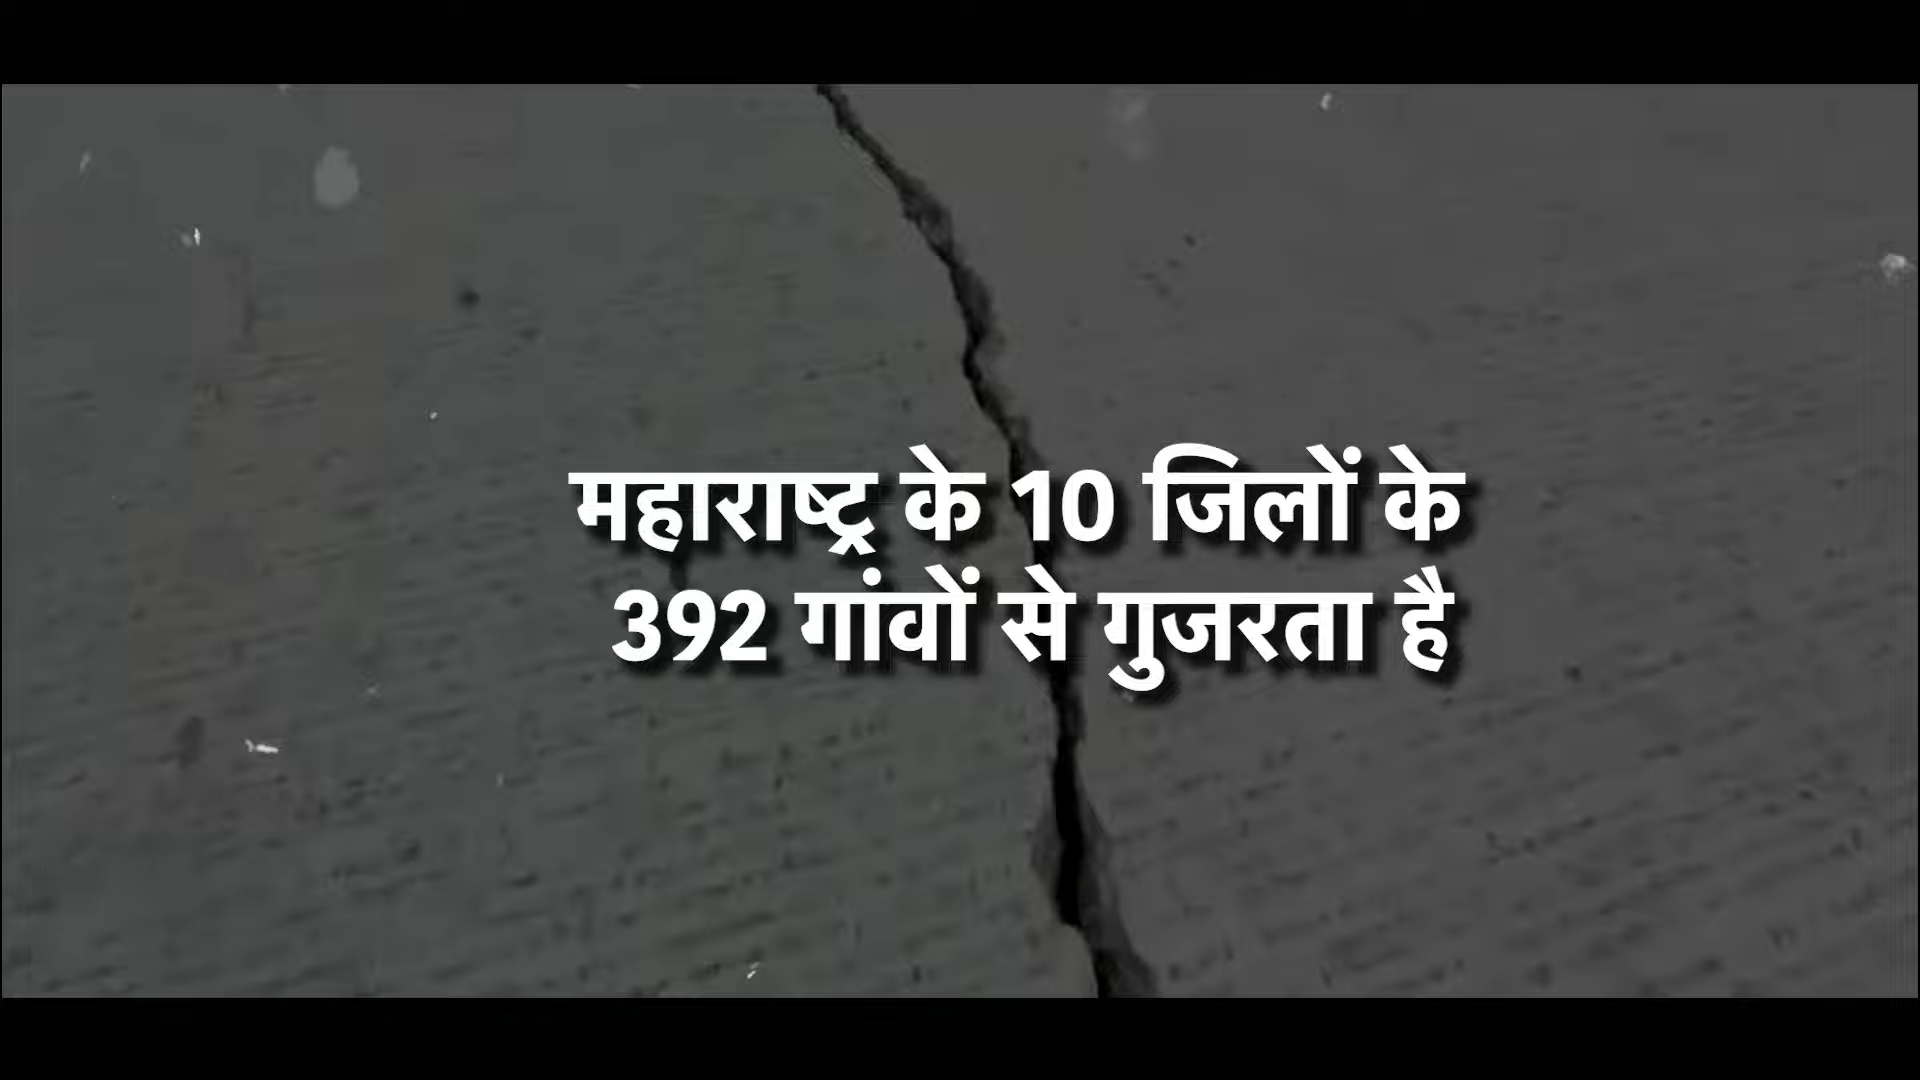 महाराष्ट्र के 10 जिलों के
392 गांवों से गुजरता है